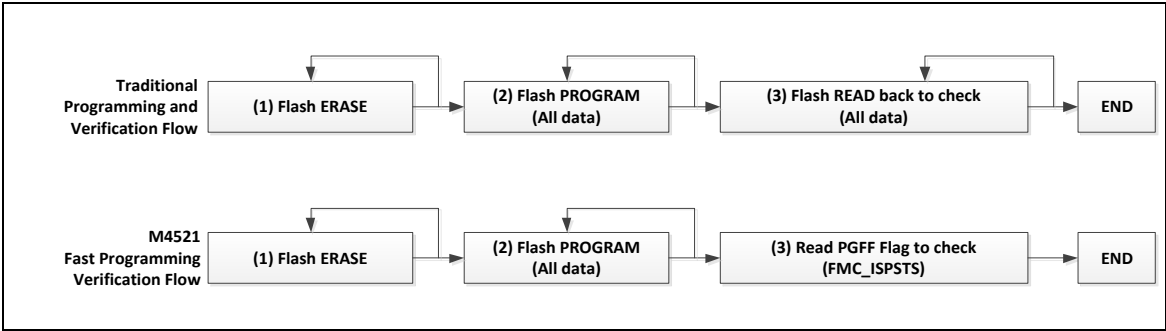 Traditional
Programming and
Verification Flow
(1) Flash ERASE
(2) Flash PROGRAM
(All data)
(3) Flash READ back to check
(All data)
END
M4521
Fast Programming
Verification Flow
(1) Flash ERASE
(2) Flash PROGRAM
(All data)
(3) Read PGFF Flag to check
(FMC_ISPSTS)
END